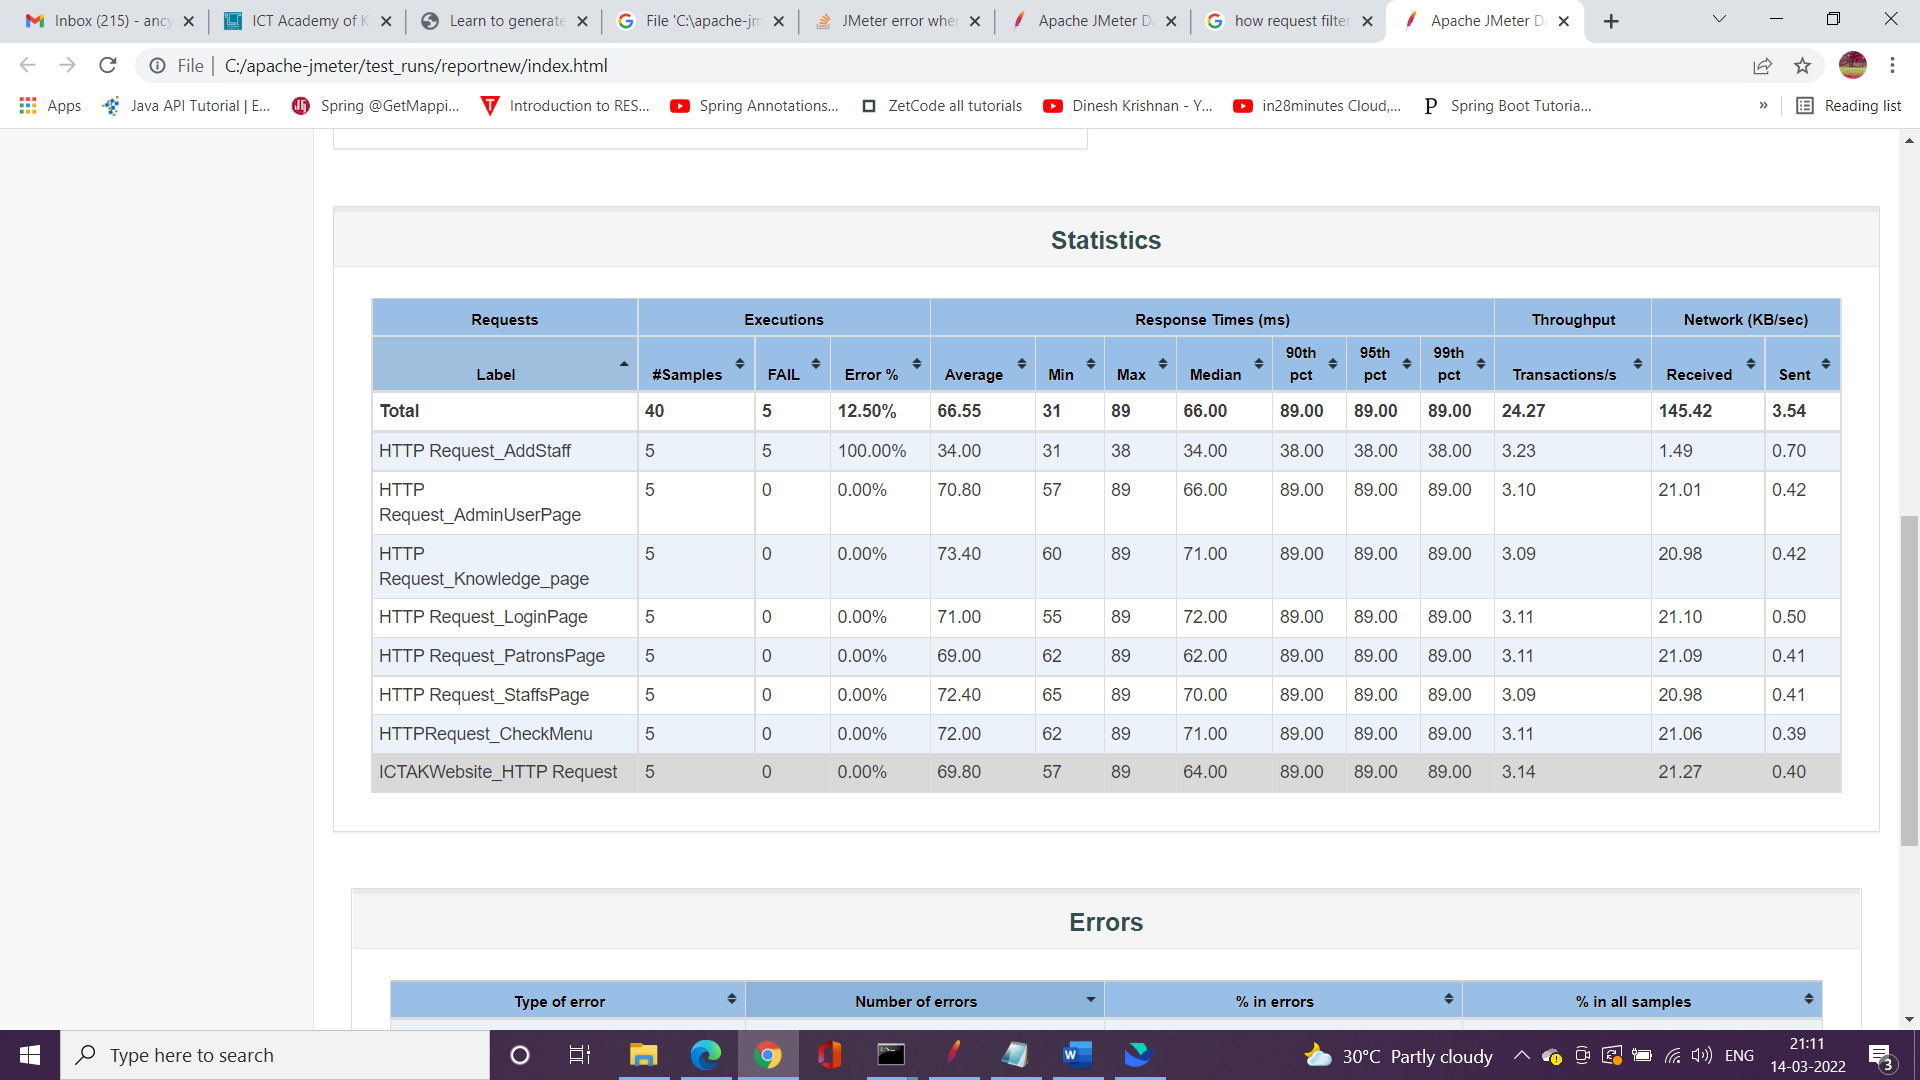 Inbox (215) - ancy
ICT Academy of K
Learn to generate
File 'C:\apache-jm
JMeter error whe
Apache JMeter Da
how request filter
Apache JMeter Da
File
C:/apache-jmeter/test_runs/reportnew/index.html
Apps
Java API Tutorial | E...
Spring @GetMappi...
Introduction to RES...
Spring Annotations...
ZetCode all tutorials
Dinesh Krishnan - Y...
in28minutes Cloud,...
Spring Boot Tutoria...
»
Reading list
Statistics
Requests Executions Response Times (ms) Throughput Network (KB/sec)
Label #Samples FAIL Error % Average Min Max Median 90th pct 95th pct 99th pct Transactions/s Received Sent
Total 40 5 12.50% 66.55 31 89 66.00 89.00 89.00 89.00 24.27 145.42 3.54
HTTP Request_AddStaff 5 5 100.00% 34.00 31 38 34.00 38.00 38.00 38.00 3.23 1.49 0.70
HTTP Request_AdminUserPage 5 0 0.00% 70.80 57 89 66.00 89.00 89.00 89.00 3.10 21.01 0.42
HTTP Request_Knowledge_page 5 0 0.00% 73.40 60 89 71.00 89.00 89.00 89.00 3.09 20.98 0.42
HTTP Request_LoginPage 5 0 0.00% 71.00 55 89 72.00 89.00 89.00 89.00 3.11 21.10 0.50
HTTP Request_PatronsPage 5 0 0.00% 69.00 62 89 62.00 89.00 89.00 89.00 3.11 21.09 0.41
HTTP Request_StaffsPage 5 0 0.00% 72.40 65 89 70.00 89.00 89.00 89.00 3.09 20.98 0.41
HTTPRequest_CheckMenu 5 0 0.00% 72.00 62 89 71.00 89.00 89.00 89.00 3.11 21.06 0.39
ICTAKWebsite_HTTP Request 5 0 0.00% 69.80 57 89 64.00 89.00 89.00 89.00 3.14 21.27 0.40
Errors
Type of error Number of errors % in errors % in all samples
Type here to search
30°C Partly cloudy
ENG
21:11
14-03-2022
3